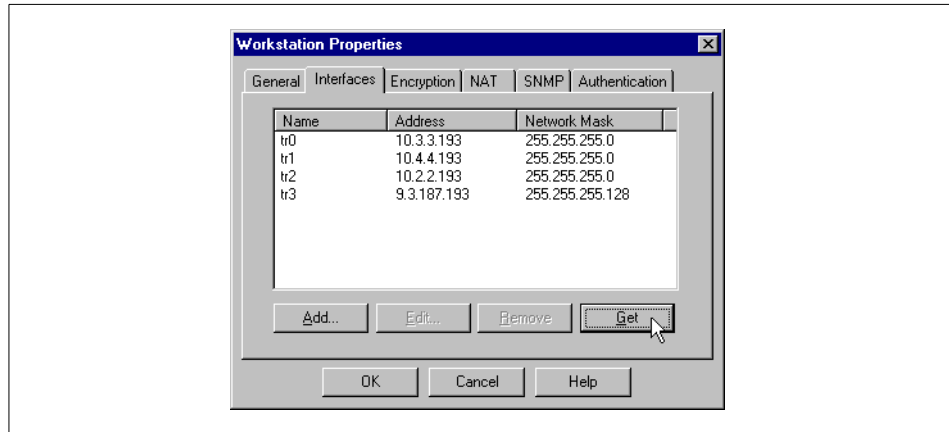 Workstation Properties
General Interfaces Encryption NAT SNMP Authentication
Name Address Network Mask
tr0 10.3.3.193 255.255.255.0
tr1 10.4.4.193 255.255.255.0
tr2 10.2.2.193 255.255.255.0
tr3 9.3.187.193 255.255.255.128
Add... Edit... Remove Get
OK Cancel Help